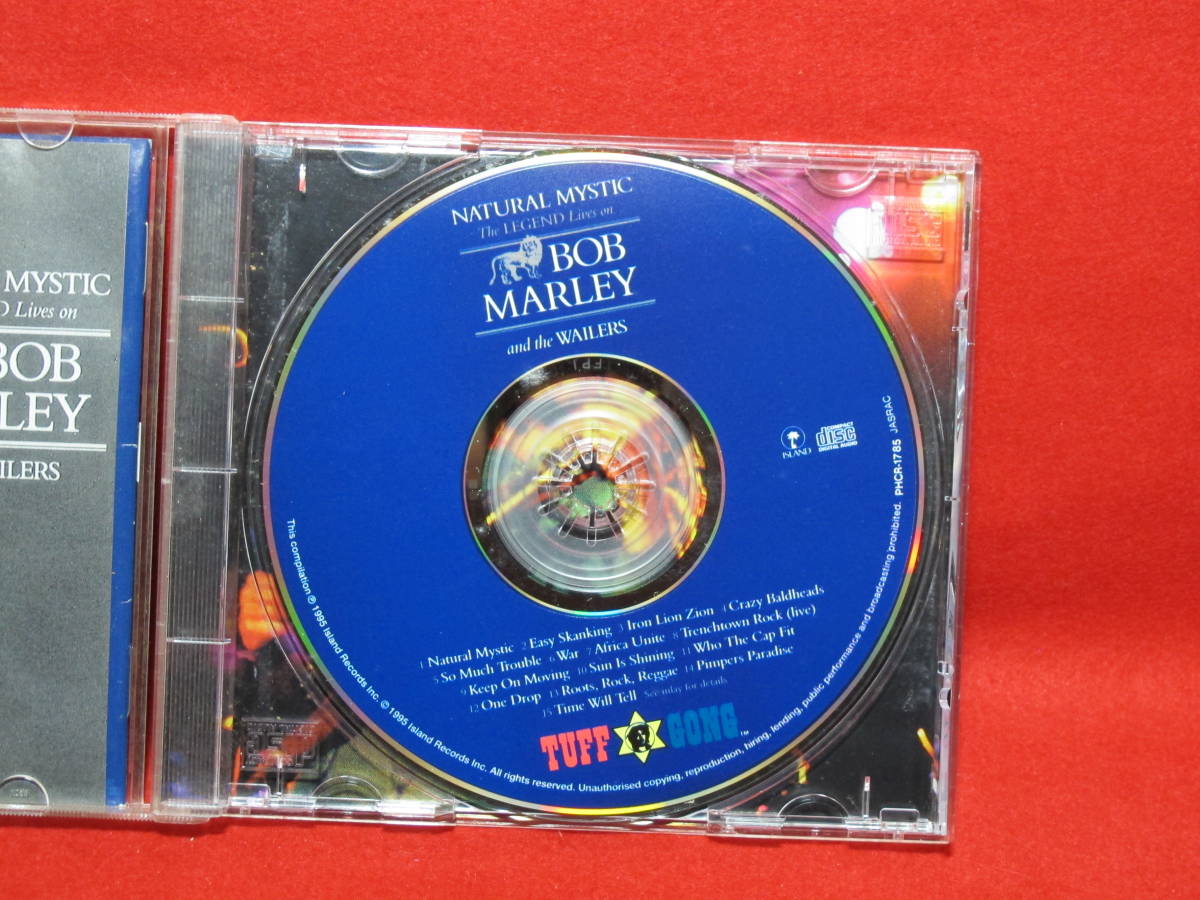 MYSTIC
D Lives on
BOB
LEY
AILERS
NATURAL MYSTIC
The LEGEND Lives on
BOB
MARLEY
and the WAILERS
IFPI
ISLAND
COMPACT
disc
DIGITAL AUDIO
1 Natural Mystic 2 Easy Skanking 3 Iron Lion Zion 4 Crazy Baldheads
5 So Much Trouble 6 War 7 Africa Unite 8 Trenchtown Rock (live)
9 Keep On Moving 10 Sun Is Shining 11 Who The Cap Fit
12 One Drop 13 Roots, Rock, Reggae 14 Pimpers Paradise
15 Time Will Tell See inlay for details
TUFF GONG™
This compilation ℗ 1995 Island Records Inc. © 1995 Island Records Inc. All rights reserved. Unauthorised copying, reproduction, hiring, lending, public performance and broadcasting prohibited. PHCR-1785 JASRAC